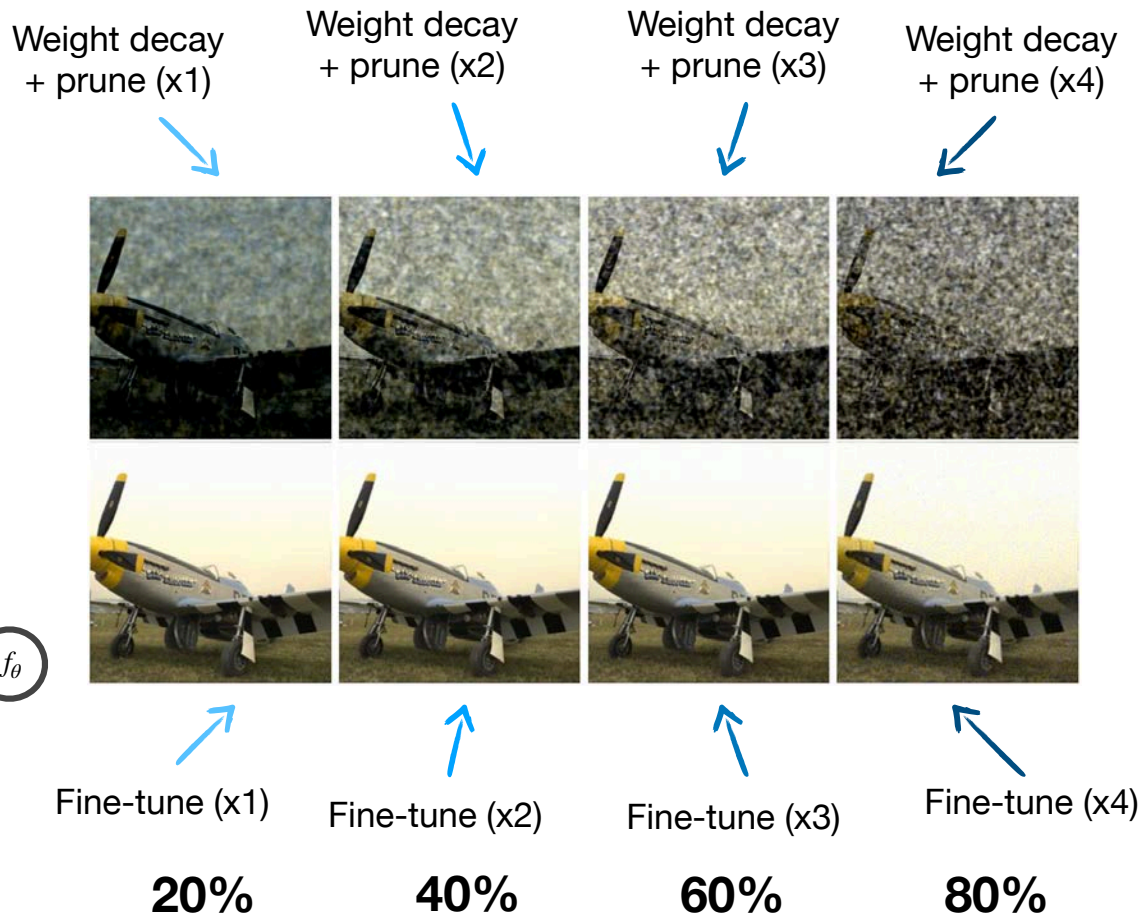 Weight decay
+ prune (x1)
Weight decay
+ prune (x2)
Weight decay
+ prune (x3)
Weight decay
+ prune (x4)
f_θ
Fine-tune (x1)
Fine-tune (x2)
Fine-tune (x3)
Fine-tune (x4)
20%
40%
60%
80%